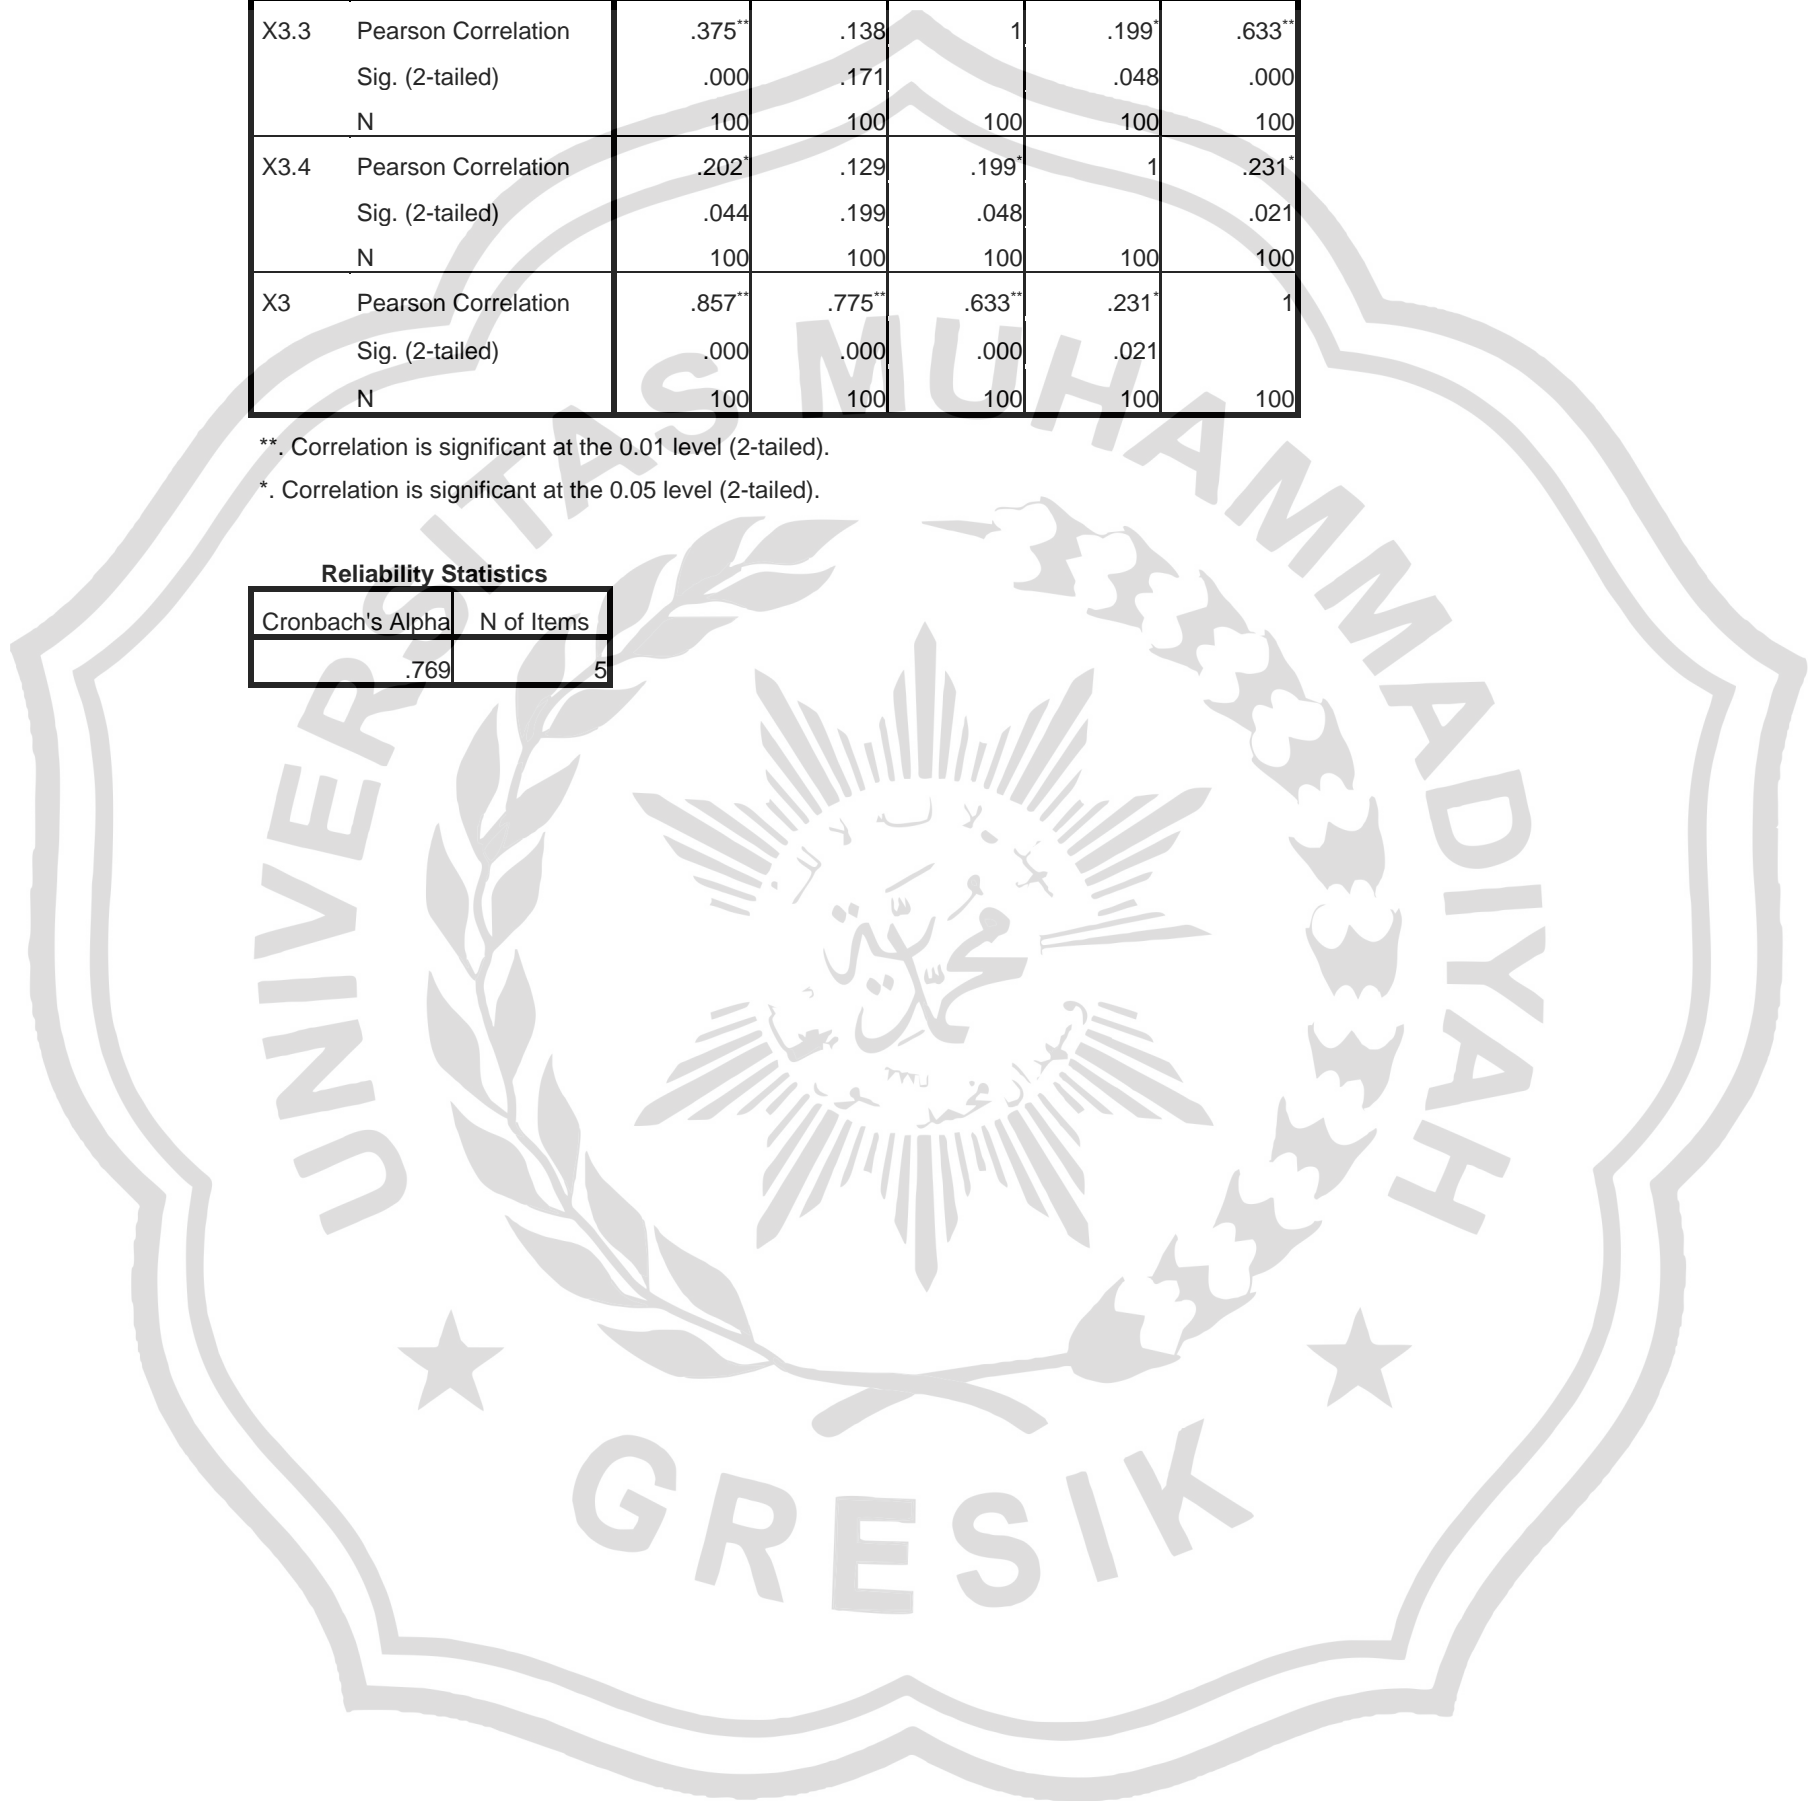 X3.3 Pearson Correlation .375** .138 1 .199* .633**
Sig. (2-tailed) .000 .171 .048 .000
N 100 100 100 100 100
X3.4 Pearson Correlation .202* .129 .199* 1 .231*
Sig. (2-tailed) .044 .199 .048 .021
N 100 100 100 100 100
X3 Pearson Correlation .857** .775** .633** .231* 1
Sig. (2-tailed) .000 .000 .000 .021
N 100 100 100 100 100
**. Correlation is significant at the 0.01 level (2-tailed).
*. Correlation is significant at the 0.05 level (2-tailed).
Reliability Statistics
Cronbach's Alpha N of Items
.769 5
UNIVERSITAS MUHAMMADIYAH
محمدية
GRESIK